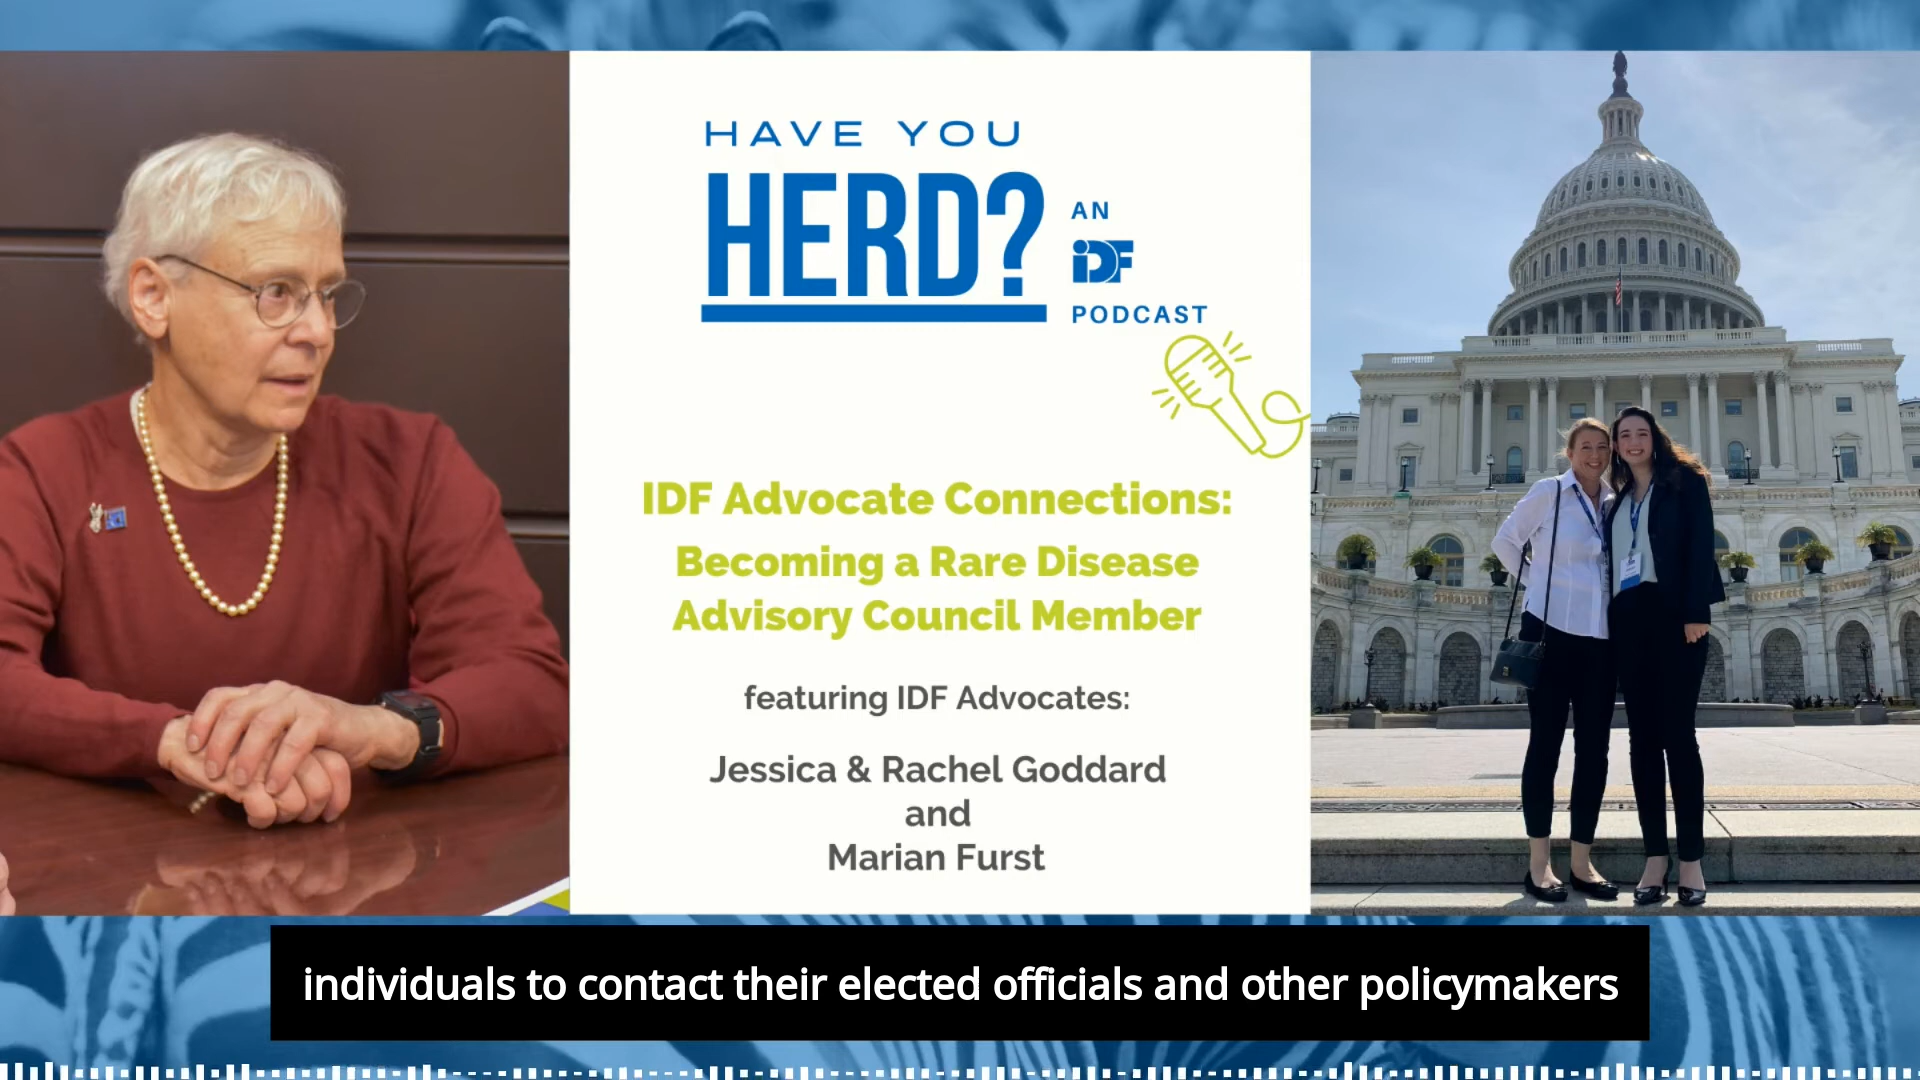 HAVE YOU
HERD?
AN
iDF
PODCAST
IDF Advocate Connections:
Becoming a Rare Disease
Advisory Council Member
featuring IDF Advocates:
Jessica & Rachel Goddard
and
Marian Furst
individuals to contact their elected officials and other policymakers